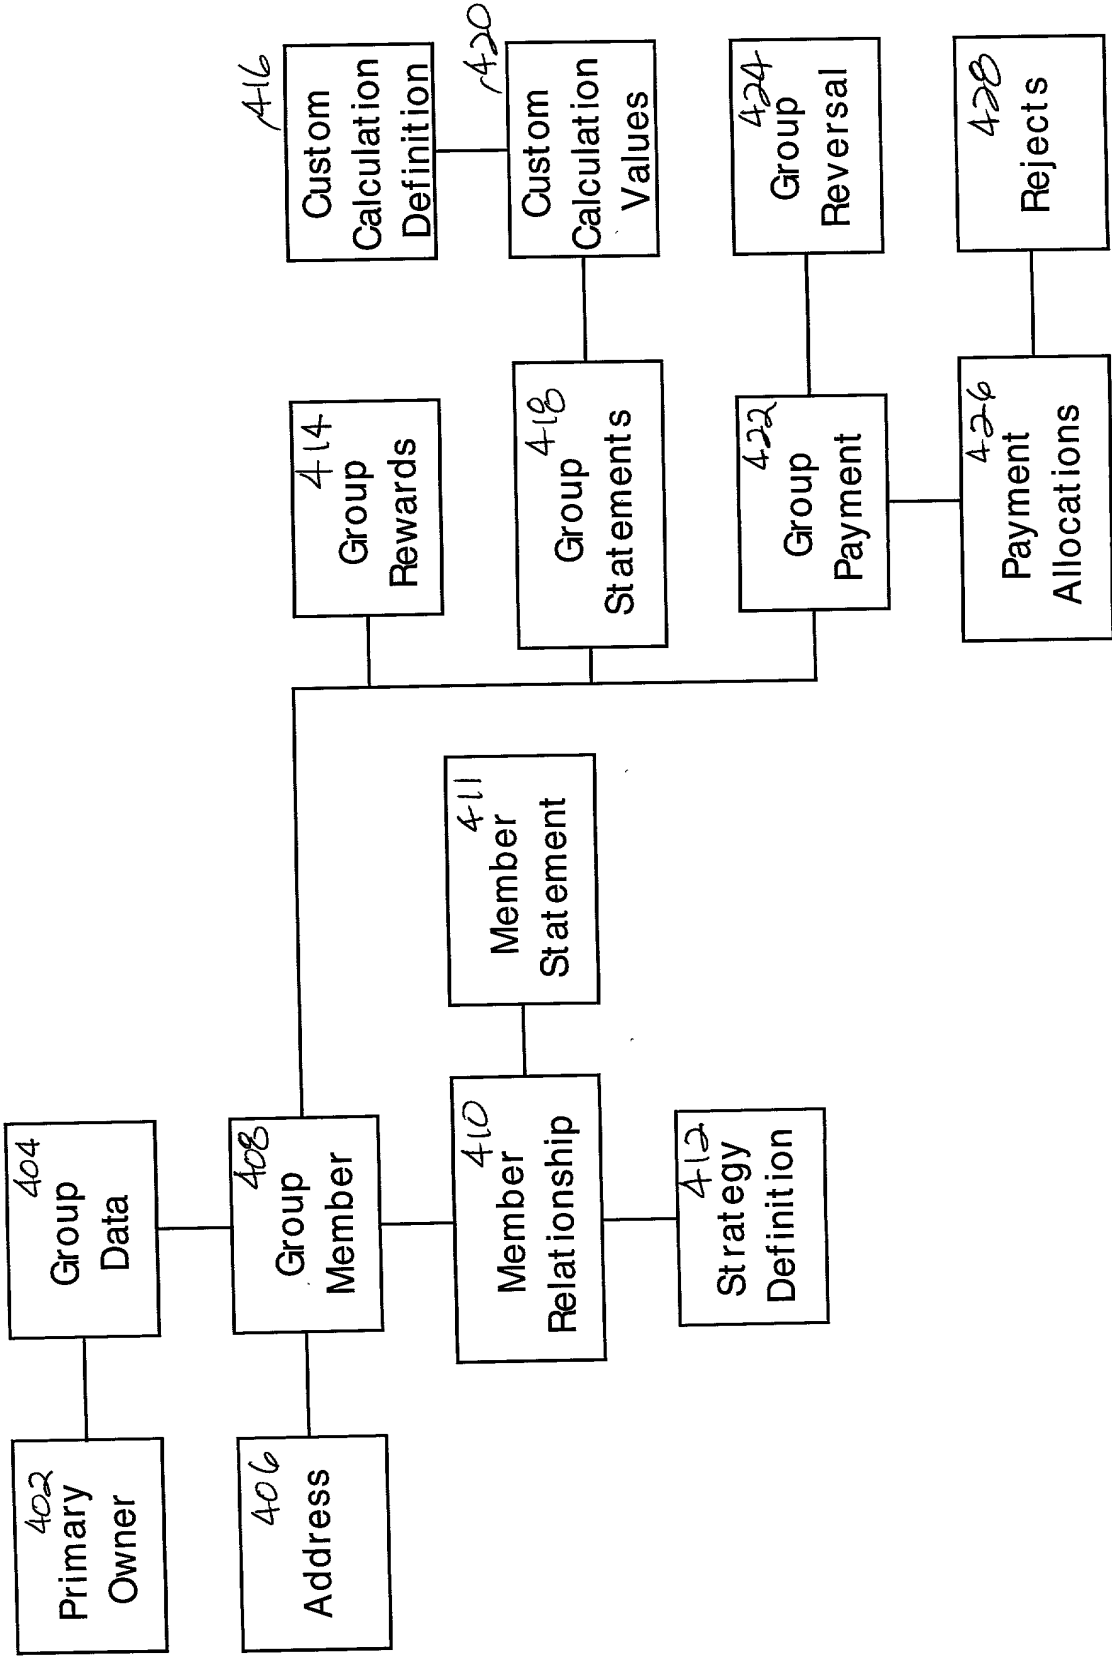 402
Primary
Owner
404
Group
Data
406
Address
408
Group
Member
410
Member
Relationship
411
Member
Statement
412
Strategy
Definition
414
Group
Rewards
416
Custom
Calculation
Definition
418
Group
Statements
420
Custom
Calculation
Values
422
Group
Payment
424
Group
Reversal
426
Payment
Allocations
428
Rejects